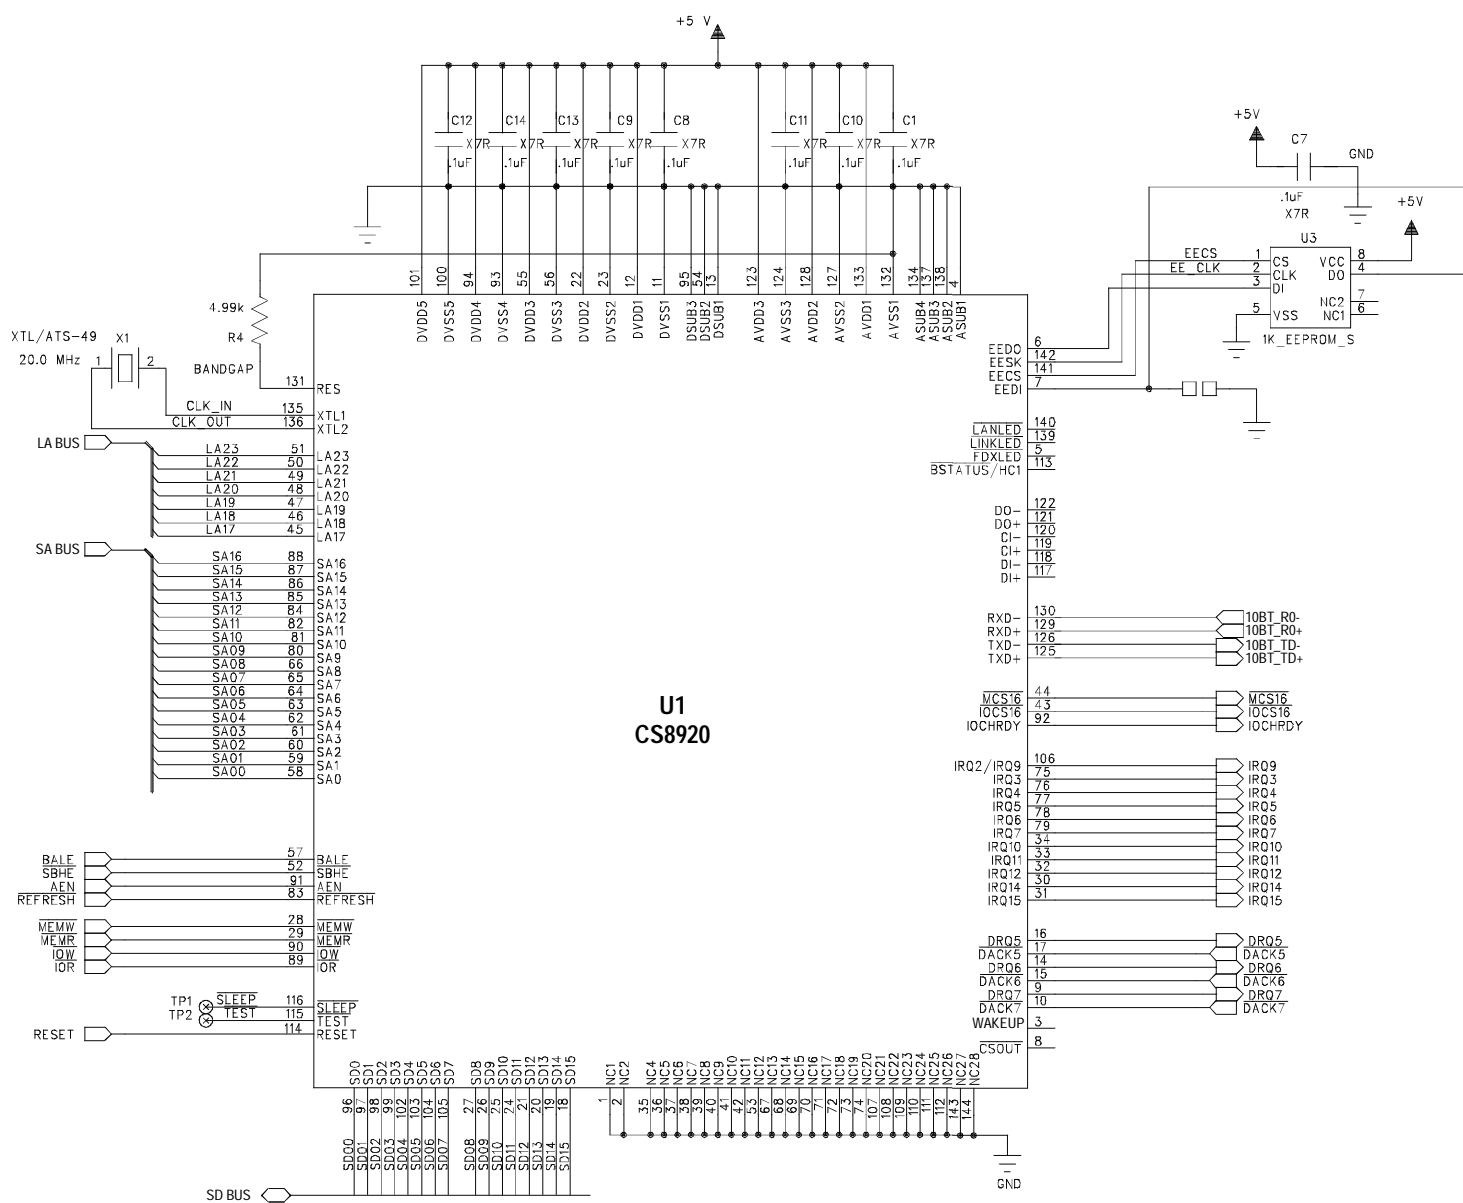 +5 V
C12
X7R
.1uF
C14
X7R
.1uF
C13
X7R
.1uF
C9
X7R
.1uF
C8
X7R
.1uF
C11
X7R
.1uF
C10
X7R
.1uF
C1
X7R
.1uF
+5V
C7
GND
.1uF
X7R
+5V
U3
EECS 1 CS VCC 8
EE_CLK 2 CLK DO 4
3 DI
NC2 7
5 VSS NC1 6
1K_EEPROM_S
101 DVDD5
100 DVSS5
94 DVDD4
93 DVSS4
55 DVDD3
56 DVSS3
22 DVDD2
23 DVSS2
12 DVDD1
11 DVSS1
95 DSUB3
54 DSUB2
13 DSUB1
123 AVDD3
124 AVSS3
128 AVDD2
127 AVSS2
133 AVDD1
132 AVSS1
134 ASUB4
137 ASUB3
138 ASUB2
4 ASUB1
4.99k
R4
XTL/ATS-49
20.0 MHz
X1
1 2
BANDGAP
131 RES
CLK_IN 135 XTL1
CLK_OUT 136 XTL2
LA BUS
LA23 51 LA23
LA22 50 LA22
LA21 49 LA21
LA20 48 LA20
LA19 47 LA19
LA18 46 LA18
LA17 45 LA17
SA BUS
SA16 88 SA16
SA15 87 SA15
SA14 86 SA14
SA13 85 SA13
SA12 84 SA12
SA11 82 SA11
SA10 81 SA10
SA09 80 SA9
SA08 66 SA8
SA07 65 SA7
SA06 64 SA6
SA05 63 SA5
SA04 62 SA4
SA03 61 SA3
SA02 60 SA2
SA01 59 SA1
SA00 58 SA0
BALE 57 BALE
SBHE 52 SBHE
AEN 91 AEN
REFRESH 83 REFRESH
MEMW 28 MEMW
MEMR 29 MEMR
IOW 90 IOW
IOR 89 IOR
TP1 SLEEP 116 SLEEP
TP2 TEST 115 TEST
RESET 114 RESET
U1
CS8920
EEDO 6
EESK 142
EECS 141
EEDI 7
LANLED 140
LINKLED 139
FDXLED 5
BSTATUS/HC1 113
DO- 122
DO+ 121
CI- 120
CI+ 119
DI- 118
DI+ 117
RXD- 130 10BT_R0-
RXD+ 129 10BT_R0+
TXD- 126 10BT_TD-
TXD+ 125 10BT_TD+
MCS16 44 MCS16
IOCS16 43 IOCS16
IOCHRDY 92 IOCHRDY
IRQ2/IRQ9 106 IRQ9
IRQ3 75 IRQ3
IRQ4 76 IRQ4
IRQ5 77 IRQ5
IRQ6 78 IRQ6
IRQ7 79 IRQ7
IRQ10 34 IRQ10
IRQ11 33 IRQ11
IRQ12 32 IRQ12
IRQ14 30 IRQ14
IRQ15 31 IRQ15
DRQ5 16 DRQ5
DACK5 17 DACK5
DRQ6 14 DRQ6
DACK6 15 DACK6
DRQ7 9 DRQ7
DACK7 10 DACK7
WAKEUP 3
CSOUT 8
SD0 96 SD00
SD1 97 SD01
SD2 98 SD02
SD3 99 SD03
SD4 102 SD04
SD5 103 SD05
SD6 104 SD06
SD7 105 SD07
SD8 27 SD08
SD9 26 SD09
SD10 25 SD10
SD11 24 SD11
SD12 21 SD12
SD13 20 SD13
SD14 19 SD14
SD15 18 SD15
NC1 1
NC2 2
NC4 35
NC5 36
NC6 37
NC7 38
NC8 39
NC9 40
NC10 41
NC11 42
NC12 53
NC13 67
NC14 68
NC15 69
NC16 70
NC17 71
NC18 72
NC19 73
NC20 74
NC21 107
NC22 108
NC23 109
NC24 110
NC25 111
NC26 112
NC27 143
NC28 144
GND
SD BUS